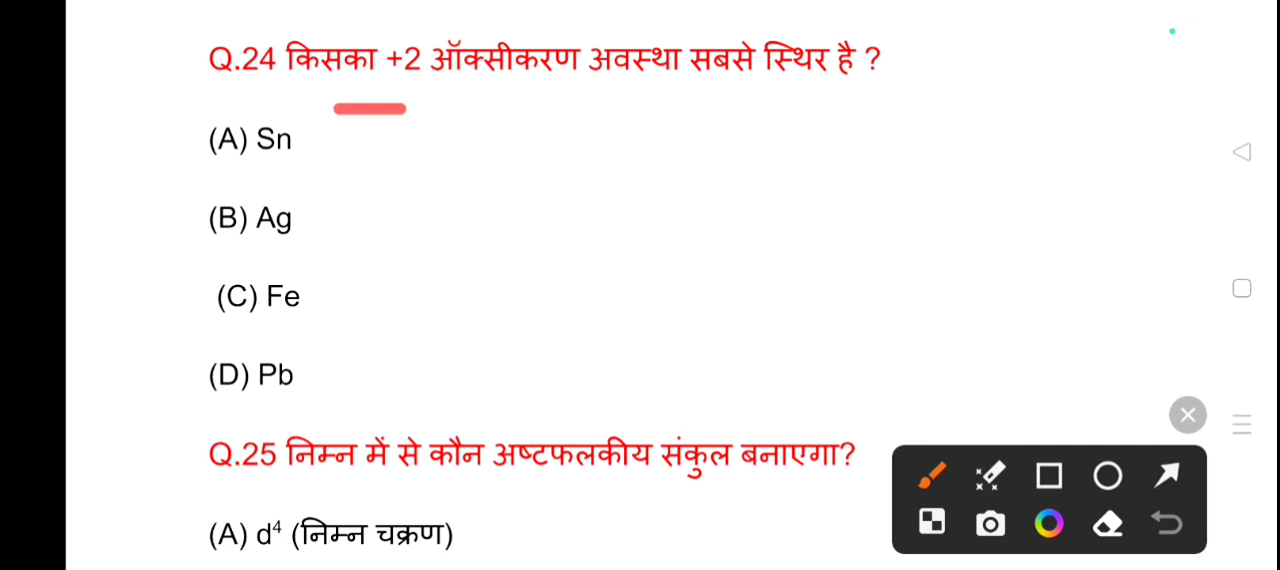 Q.24 किसका +2 ऑक्सीकरण अवस्था सबसे स्थिर है ?
(A) Sn
(B) Ag
(C) Fe
(D) Pb
Q.25 निम्न में से कौन अष्टफलकीय संकुल बनाएगा?
(A) d⁴ (निम्न चक्रण)